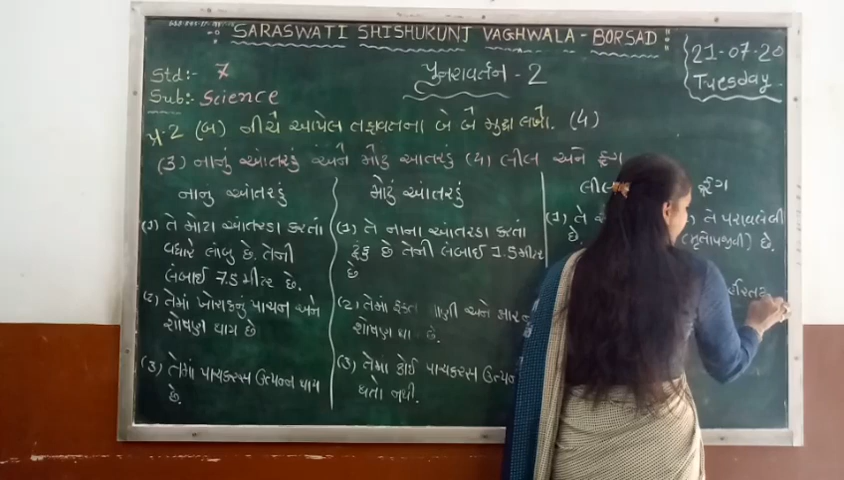 SARASWATI SHISHUKUNJ VAGHWALA - BORSAD
21-07-20
Tuesday
Std:- 7
પુનરાવર્તન - 2
Sub:- Science
પ્ર-2 (બ) નીચે આપેલ તફાવતના બે બે મુદ્દા લખો. (4)
(3) નાનું આંતરડું અને મોટું આંતરડું (4) લીલ અને ફૂગ
નાનુ આંતરડું
(1) તે મોટા આંતરડા કરતાં
વધારે લાંબુ છે. તેની
લંબાઈ 7.5 મીટર છે.
(2) તેમાં ખોરાકનું પાચન અને
શોષણ થાય છે
(3) તેમાં પાચકરસ ઉત્પન્ન થાય
છે.
મોટું આંતરડું
(1) તે નાના આંતરડા કરતા
ટૂંકુ છે તેની લંબાઈ 1.5 મીટર
છે
(2) તેમાં ફક્ત પાણી અને ક્ષાર
શોષણ થાય છે.
(3) તેમાં કોઈ પાચકરસ
થતો નથી.
લીલ
(1) તે
છે.
ફૂગ
તે પરાવલંબી
(મૃતોપજીવી) છે.